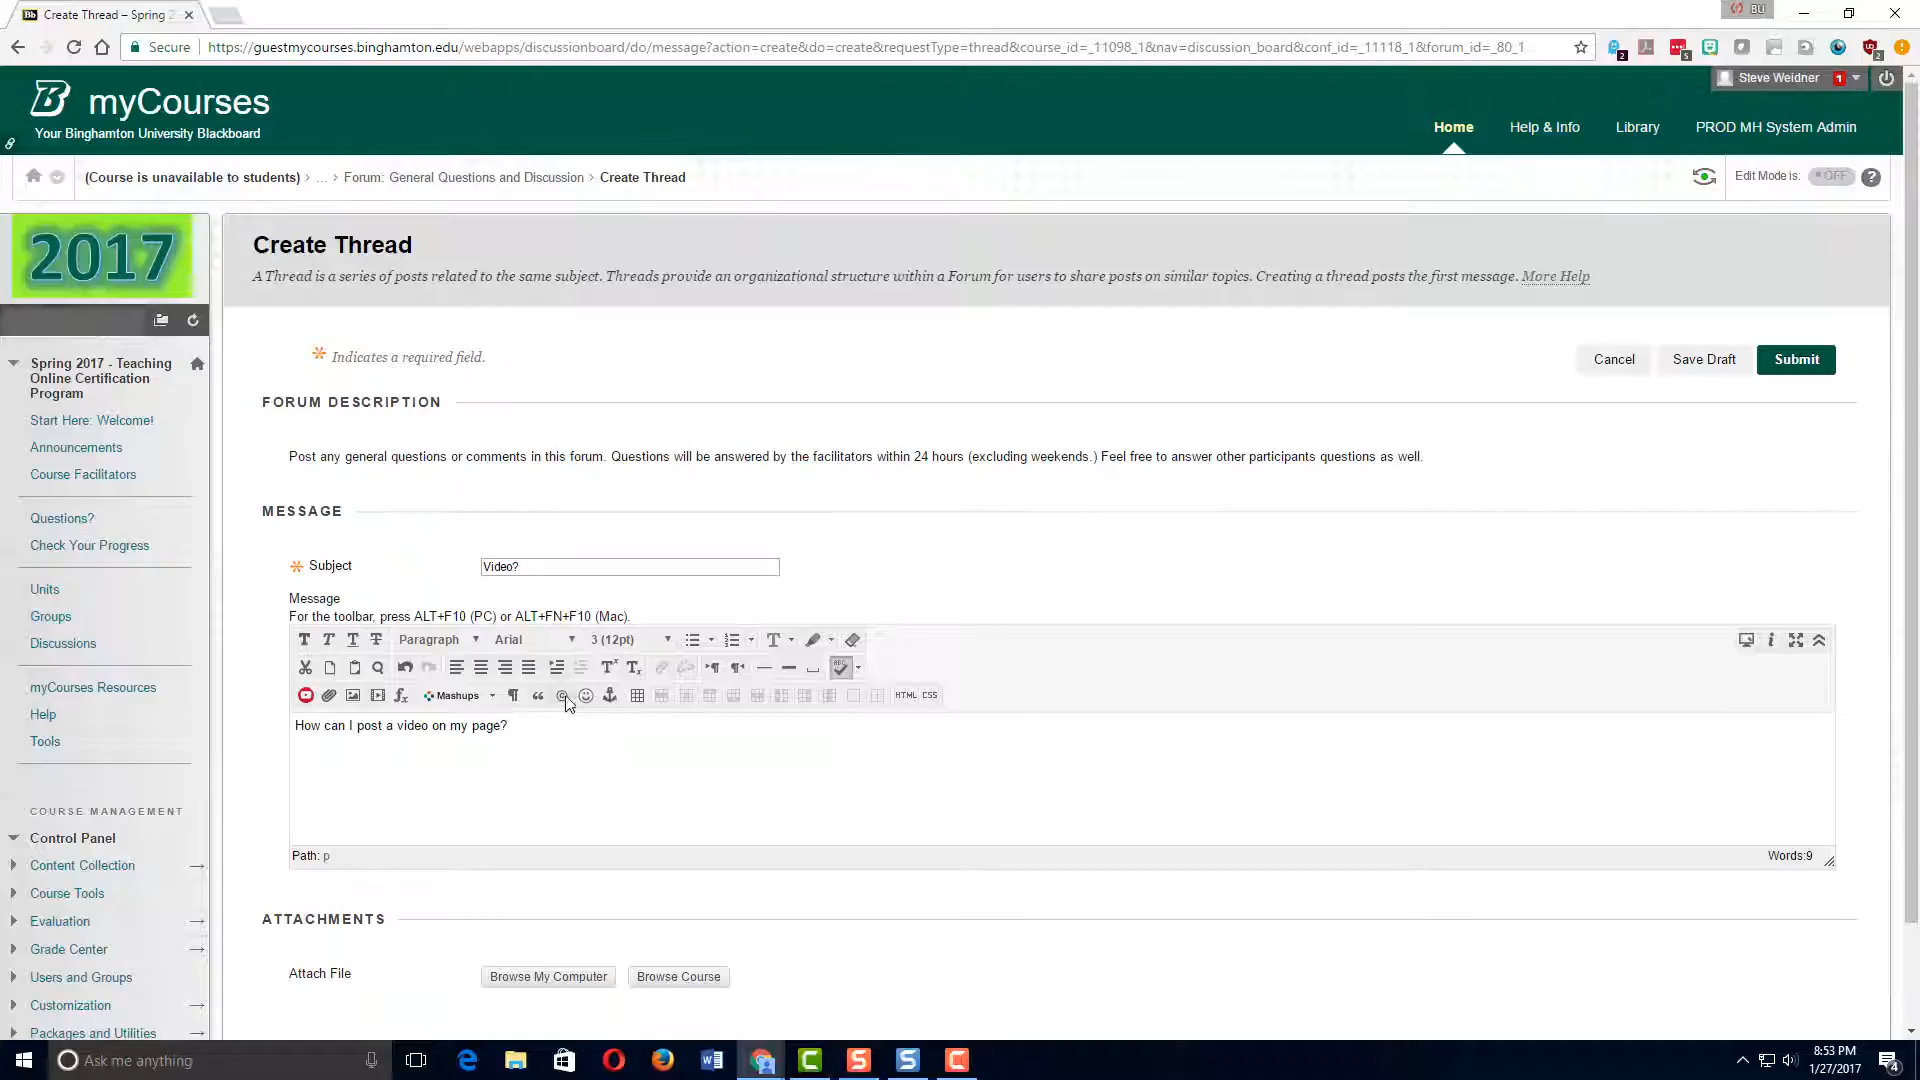 Bb Create Thread – Spring 2
BU
Secure https://guestmycourses.binghamton.edu/webapps/discussionboard/do/message?action=create&do=create&requestType=thread&course_id=_11098_1&nav=discussion_board&conf_id=_11118_1&forum_id=_80_1...
2 5 2
B myCourses
Your Binghamton University Blackboard
Steve Weidner 1
Home Help & Info Library PROD MH System Admin
(Course is unavailable to students) > ... > Forum: General Questions and Discussion > Create Thread
Edit Mode is: OFF ?
2017
Create Thread
A Thread is a series of posts related to the same subject. Threads provide an organizational structure within a Forum for users to share posts on similar topics. Creating a thread posts the first message. More Help
Indicates a required field.
Cancel Save Draft Submit
Spring 2017 - Teaching
Online Certification
Program
Start Here: Welcome!
Announcements
Course Facilitators
Questions?
Check Your Progress
Units
Groups
Discussions
myCourses Resources
Help
Tools
COURSE MANAGEMENT
Control Panel
Content Collection
Course Tools
Evaluation
Grade Center
Users and Groups
Customization
Packages and Utilities
FORUM DESCRIPTION
Post any general questions or comments in this forum. Questions will be answered by the facilitators within 24 hours (excluding weekends.) Feel free to answer other participants questions as well.
MESSAGE
Subject Video?
Message
For the toolbar, press ALT+F10 (PC) or ALT+FN+F10 (Mac).
T T T T Paragraph Arial 3 (12pt) T
ABC
Mashups HTML CSS
How can I post a video on my page?
Path: p Words:9
ATTACHMENTS
Attach File Browse My Computer Browse Course
Ask me anything
8:53 PM
1/27/2017
4